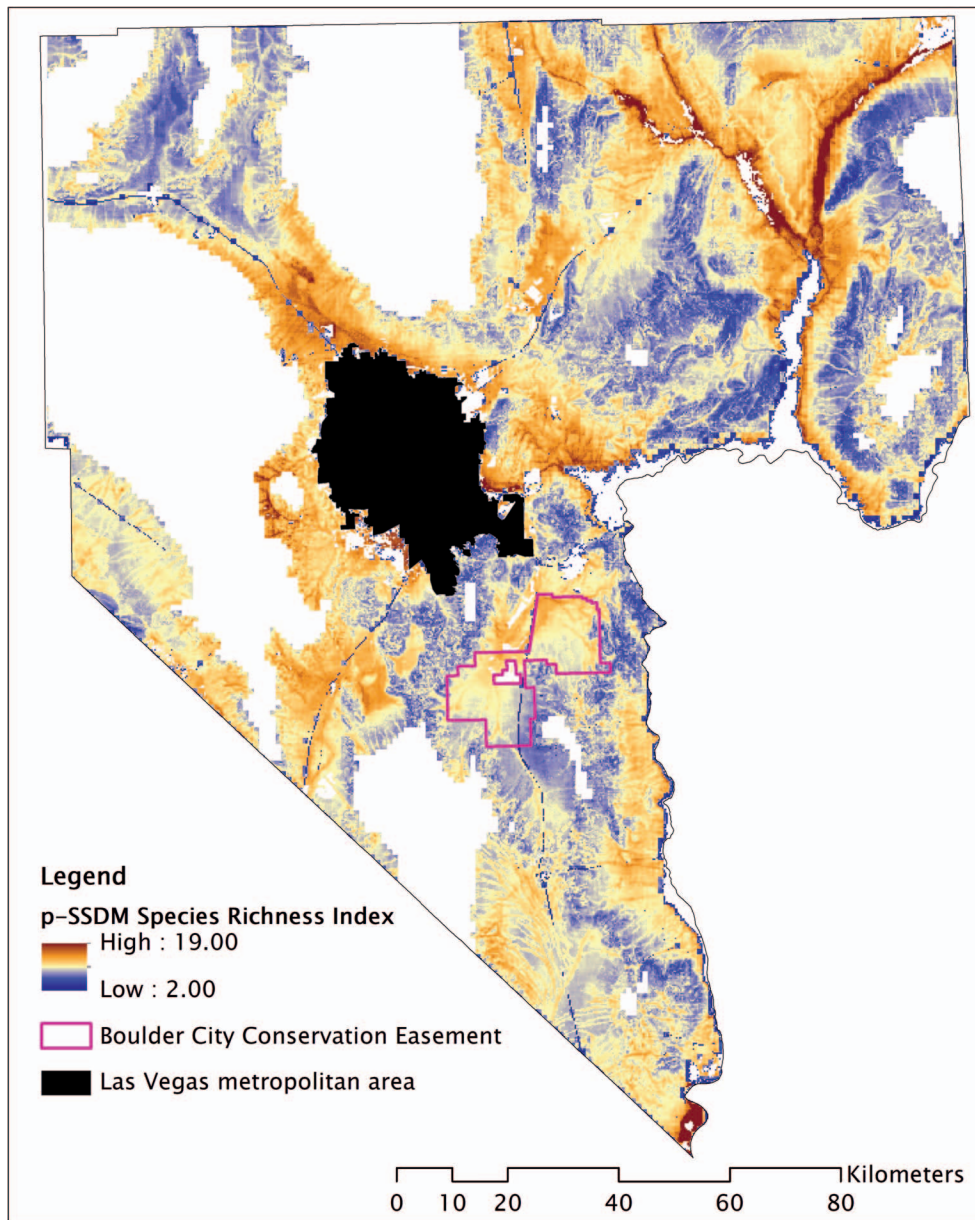 Legend
p-SSDM Species Richness Index
High : 19.00
Low : 2.00
Boulder City Conservation Easement
Las Vegas metropolitan area
Kilometers
0 10 20 40 60 80